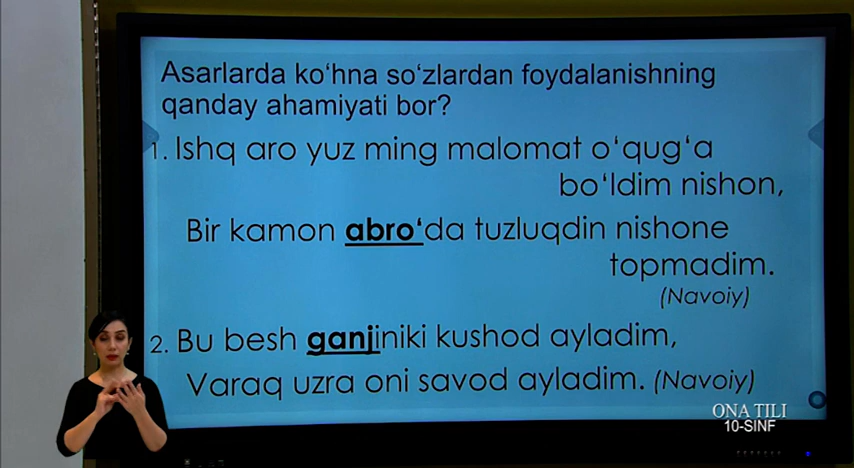 Asarlarda ko‘hna so‘zlardan foydalanishning
qanday ahamiyati bor?
1. Ishq aro yuz ming malomat o‘qug‘a
bo‘ldim nishon,
Bir kamon abro‘da tuzluqdin nishone
topmadim.
(Navoiy)
2. Bu besh ganjiniki kushod ayladim,
Varaq uzra oni savod ayladim. (Navoiy)
ONA TILI
10-SINF